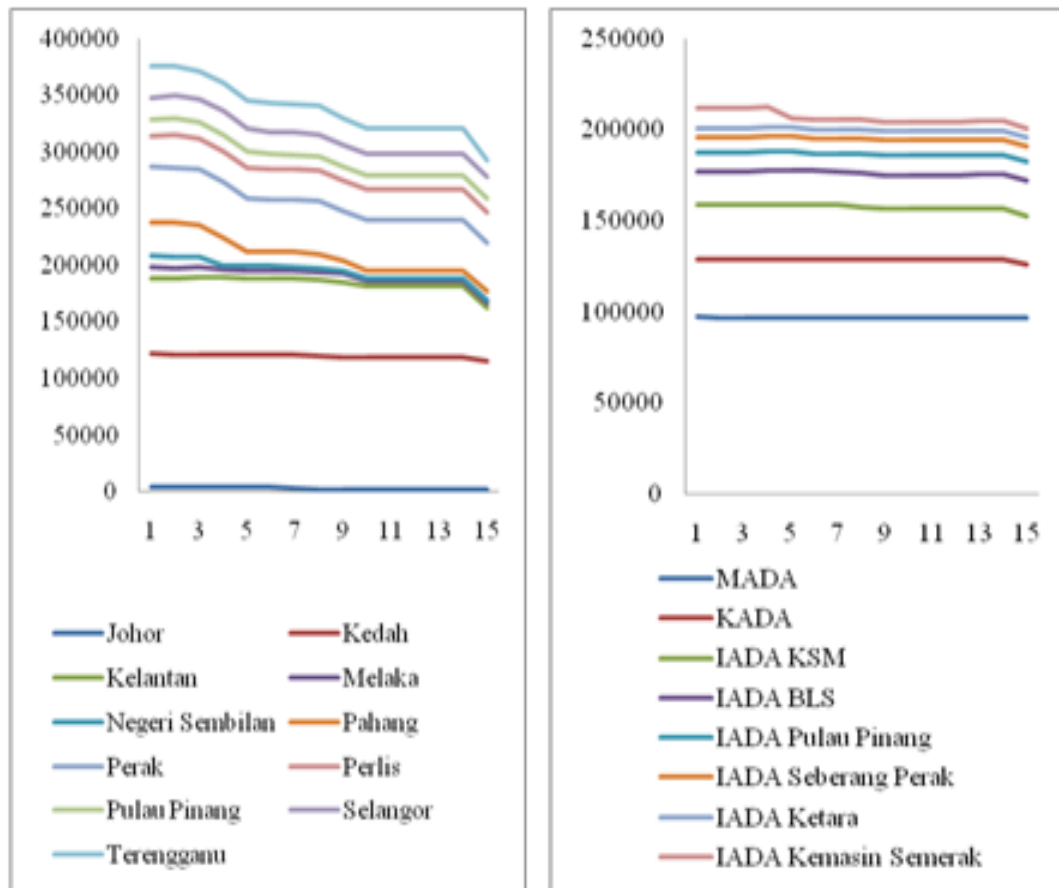 400000
350000
300000
250000
200000
150000
100000
50000
0
1 3 5 7 9 11 13 15
Johor Kedah
Kelantan Melaka
Negeri Sembilan Pahang
Perak Perlis
Pulau Pinang Selangor
Terengganu
250000
200000
150000
100000
50000
0
1 3 5 7 9 11 13 15
MADA
KADA
IADA KSM
IADA BLS
IADA Pulau Pinang
IADA Seberang Perak
IADA Ketara
IADA Kemasin Semerak